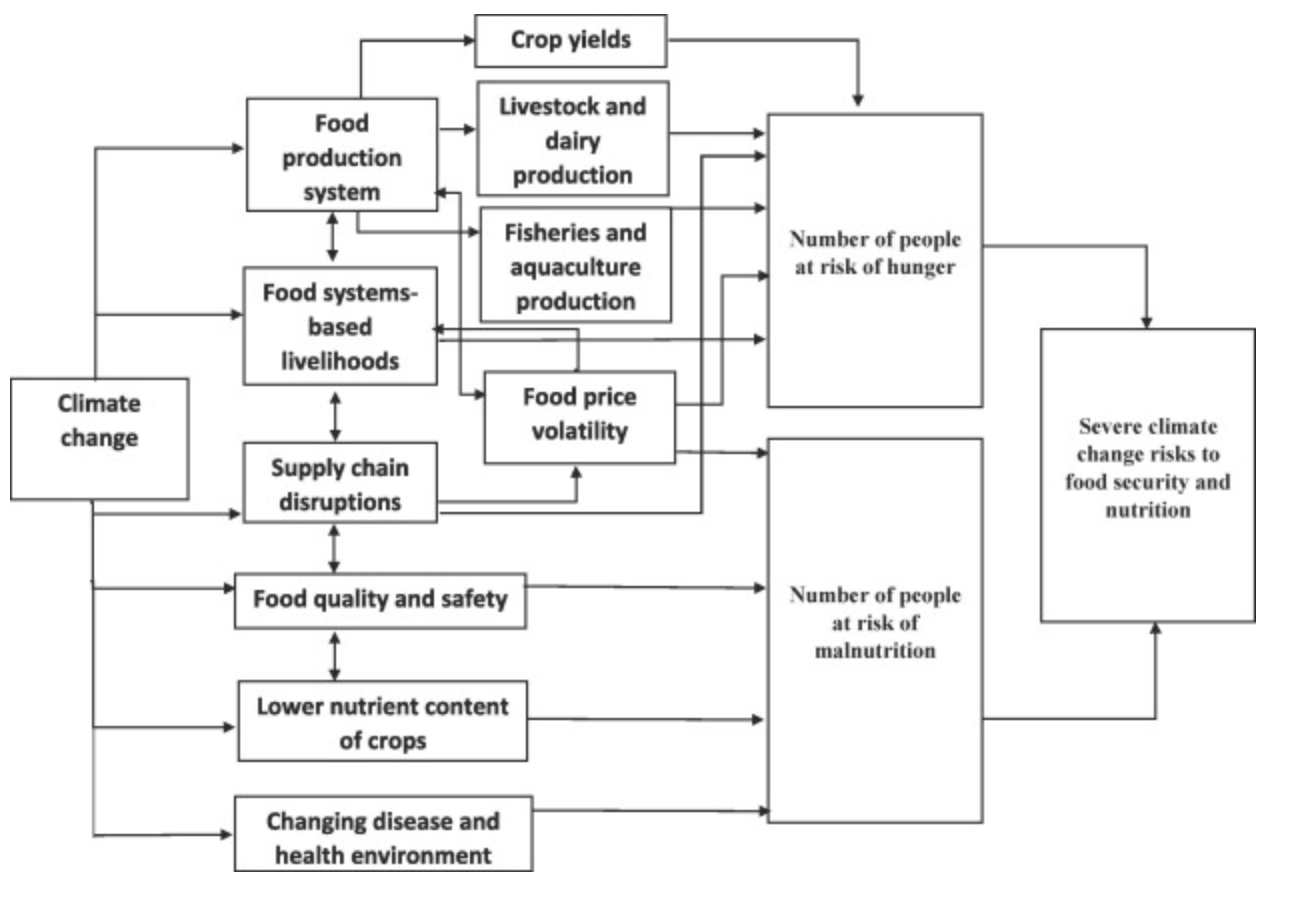 Crop yields
Food
production
system
Livestock and
dairy
production
Fisheries and
aquaculture
production
Number of people
at risk of hunger
Food systems-
based
livelihoods
Climate
change
Food price
volatility
Supply chain
disruptions
Severe climate
change risks to
food security and
nutrition
Food quality and safety
Number of people
at risk of
malnutrition
Lower nutrient content
of crops
Changing disease and
health environment